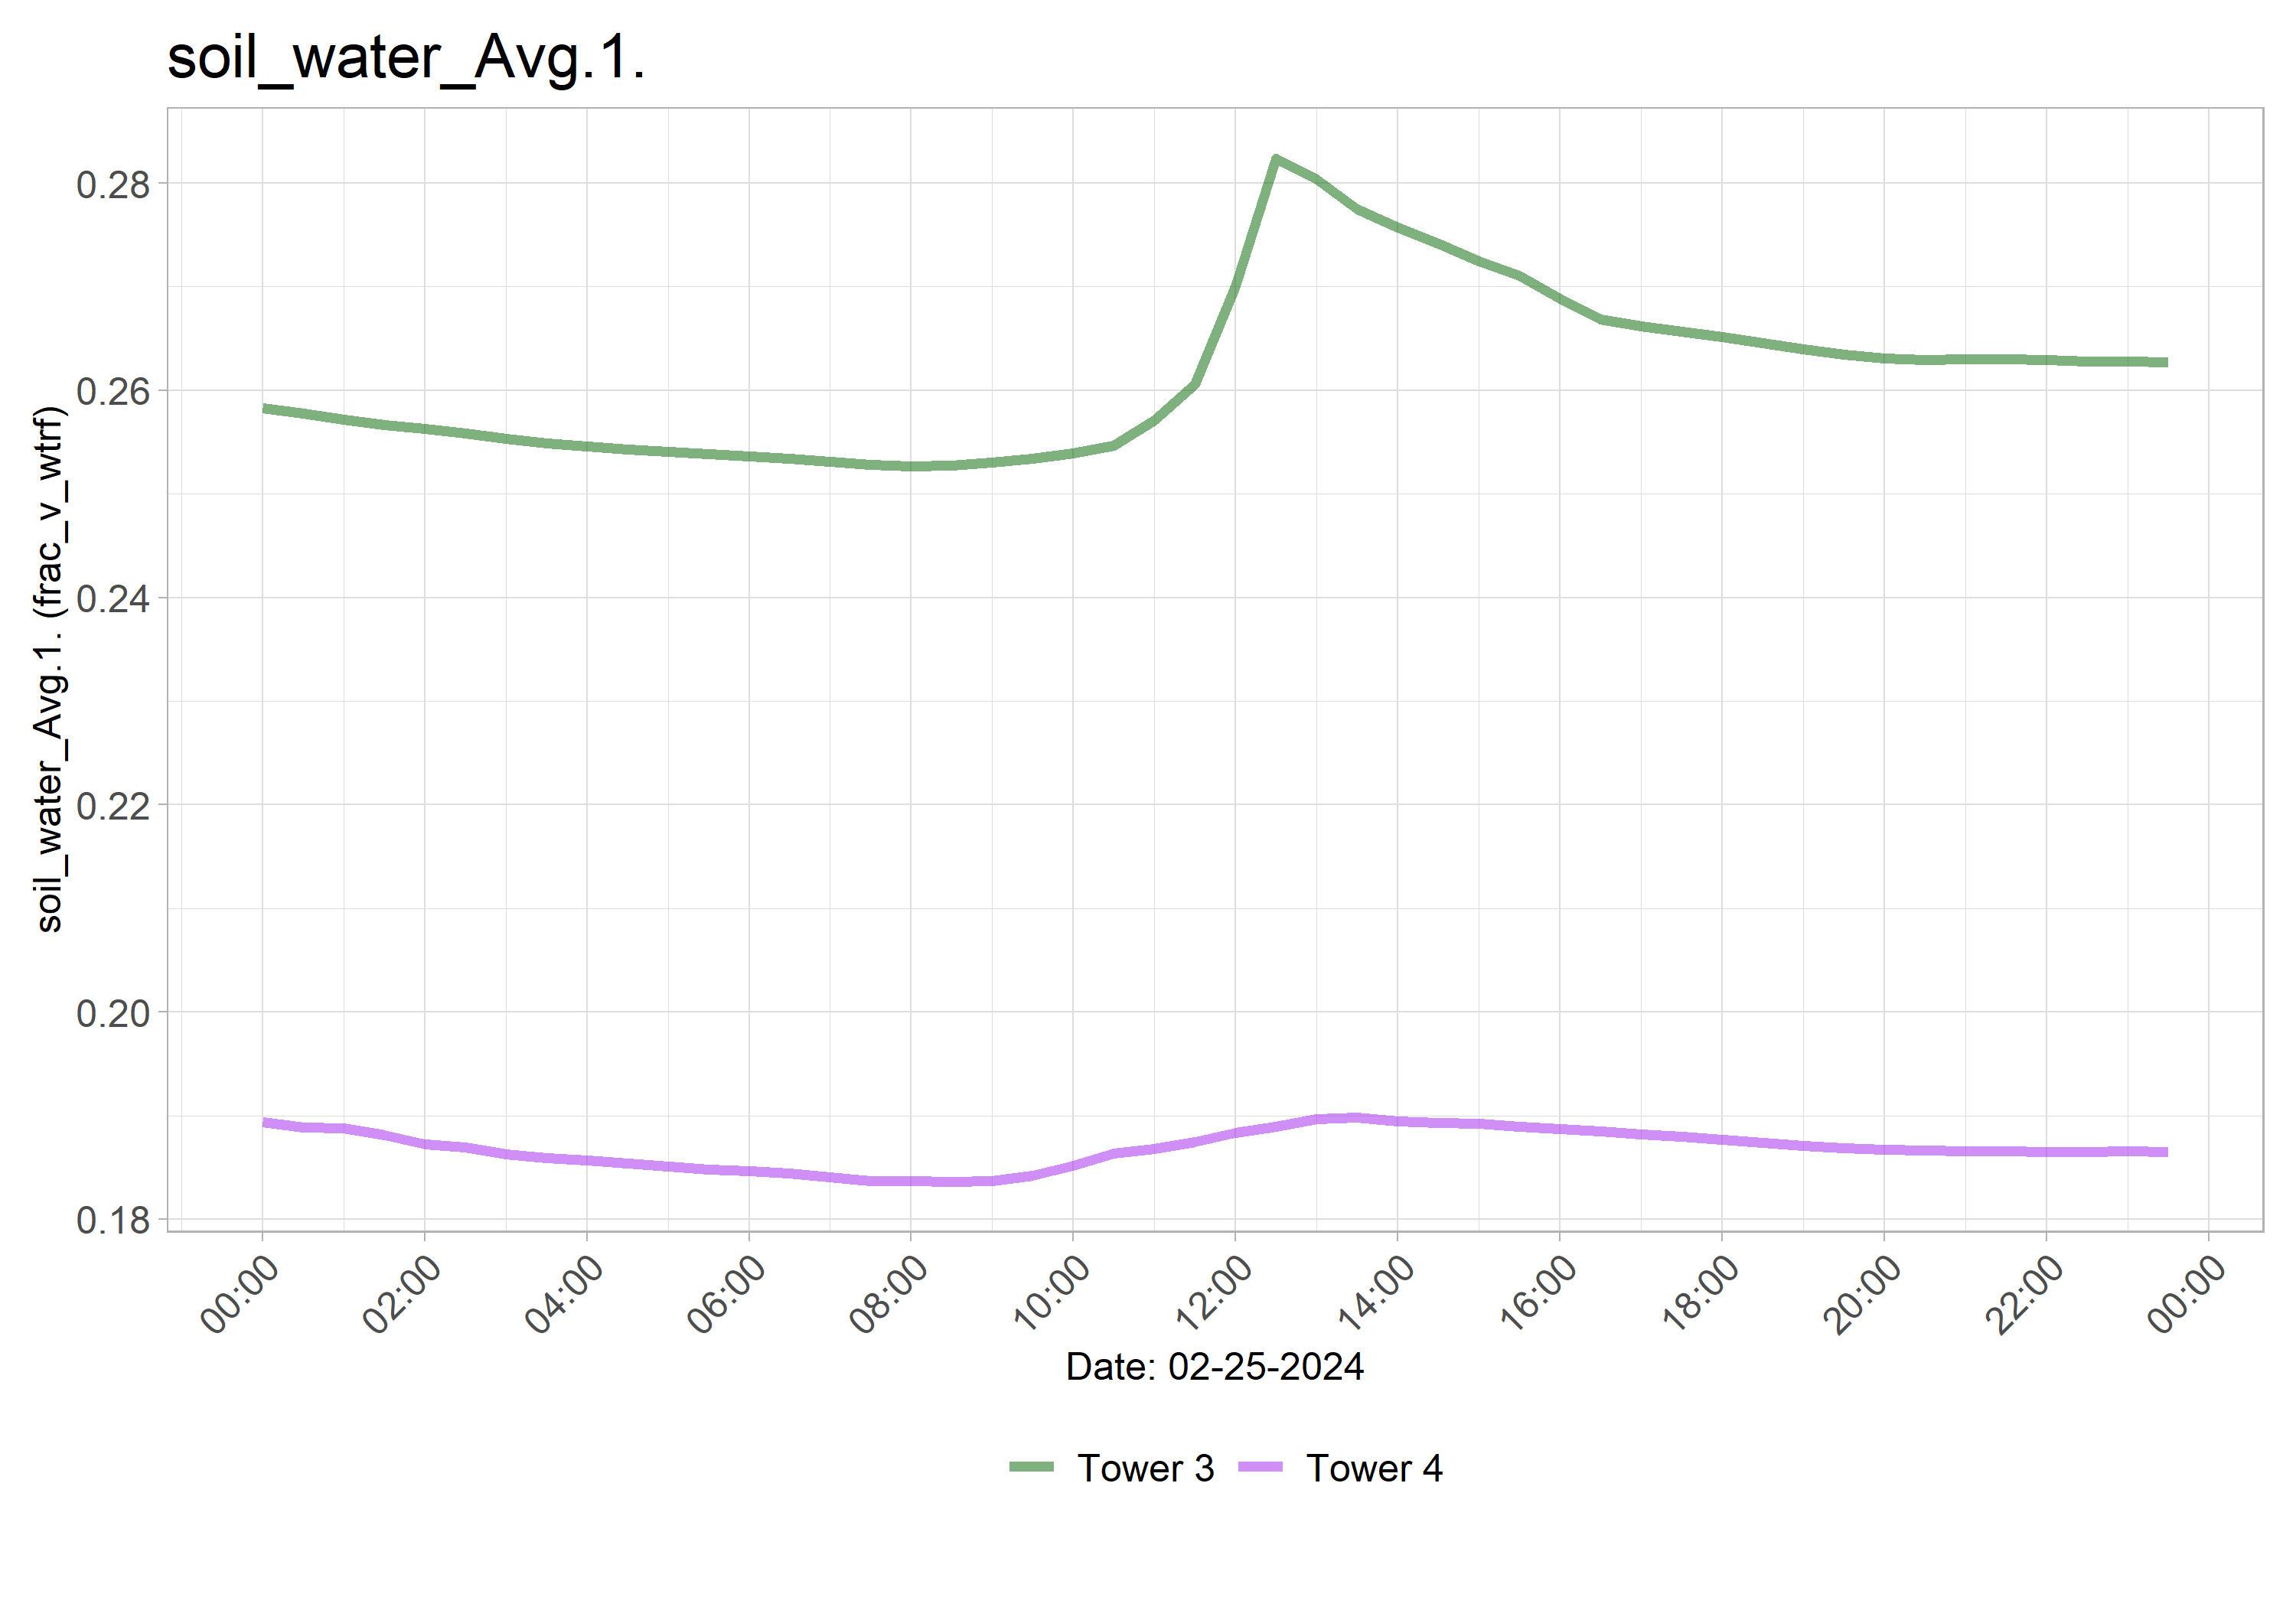 soil_water_Avg.1.
soil_water_Avg.1. (frac_v_wtrf)
0.28
0.26
0.24
0.22
0.20
0.18
00:00 02:00 04:00 06:00 08:00 10:00 12:00 14:00 16:00 18:00 20:00 22:00 00:00
Date: 02-25-2024
Tower 3 Tower 4